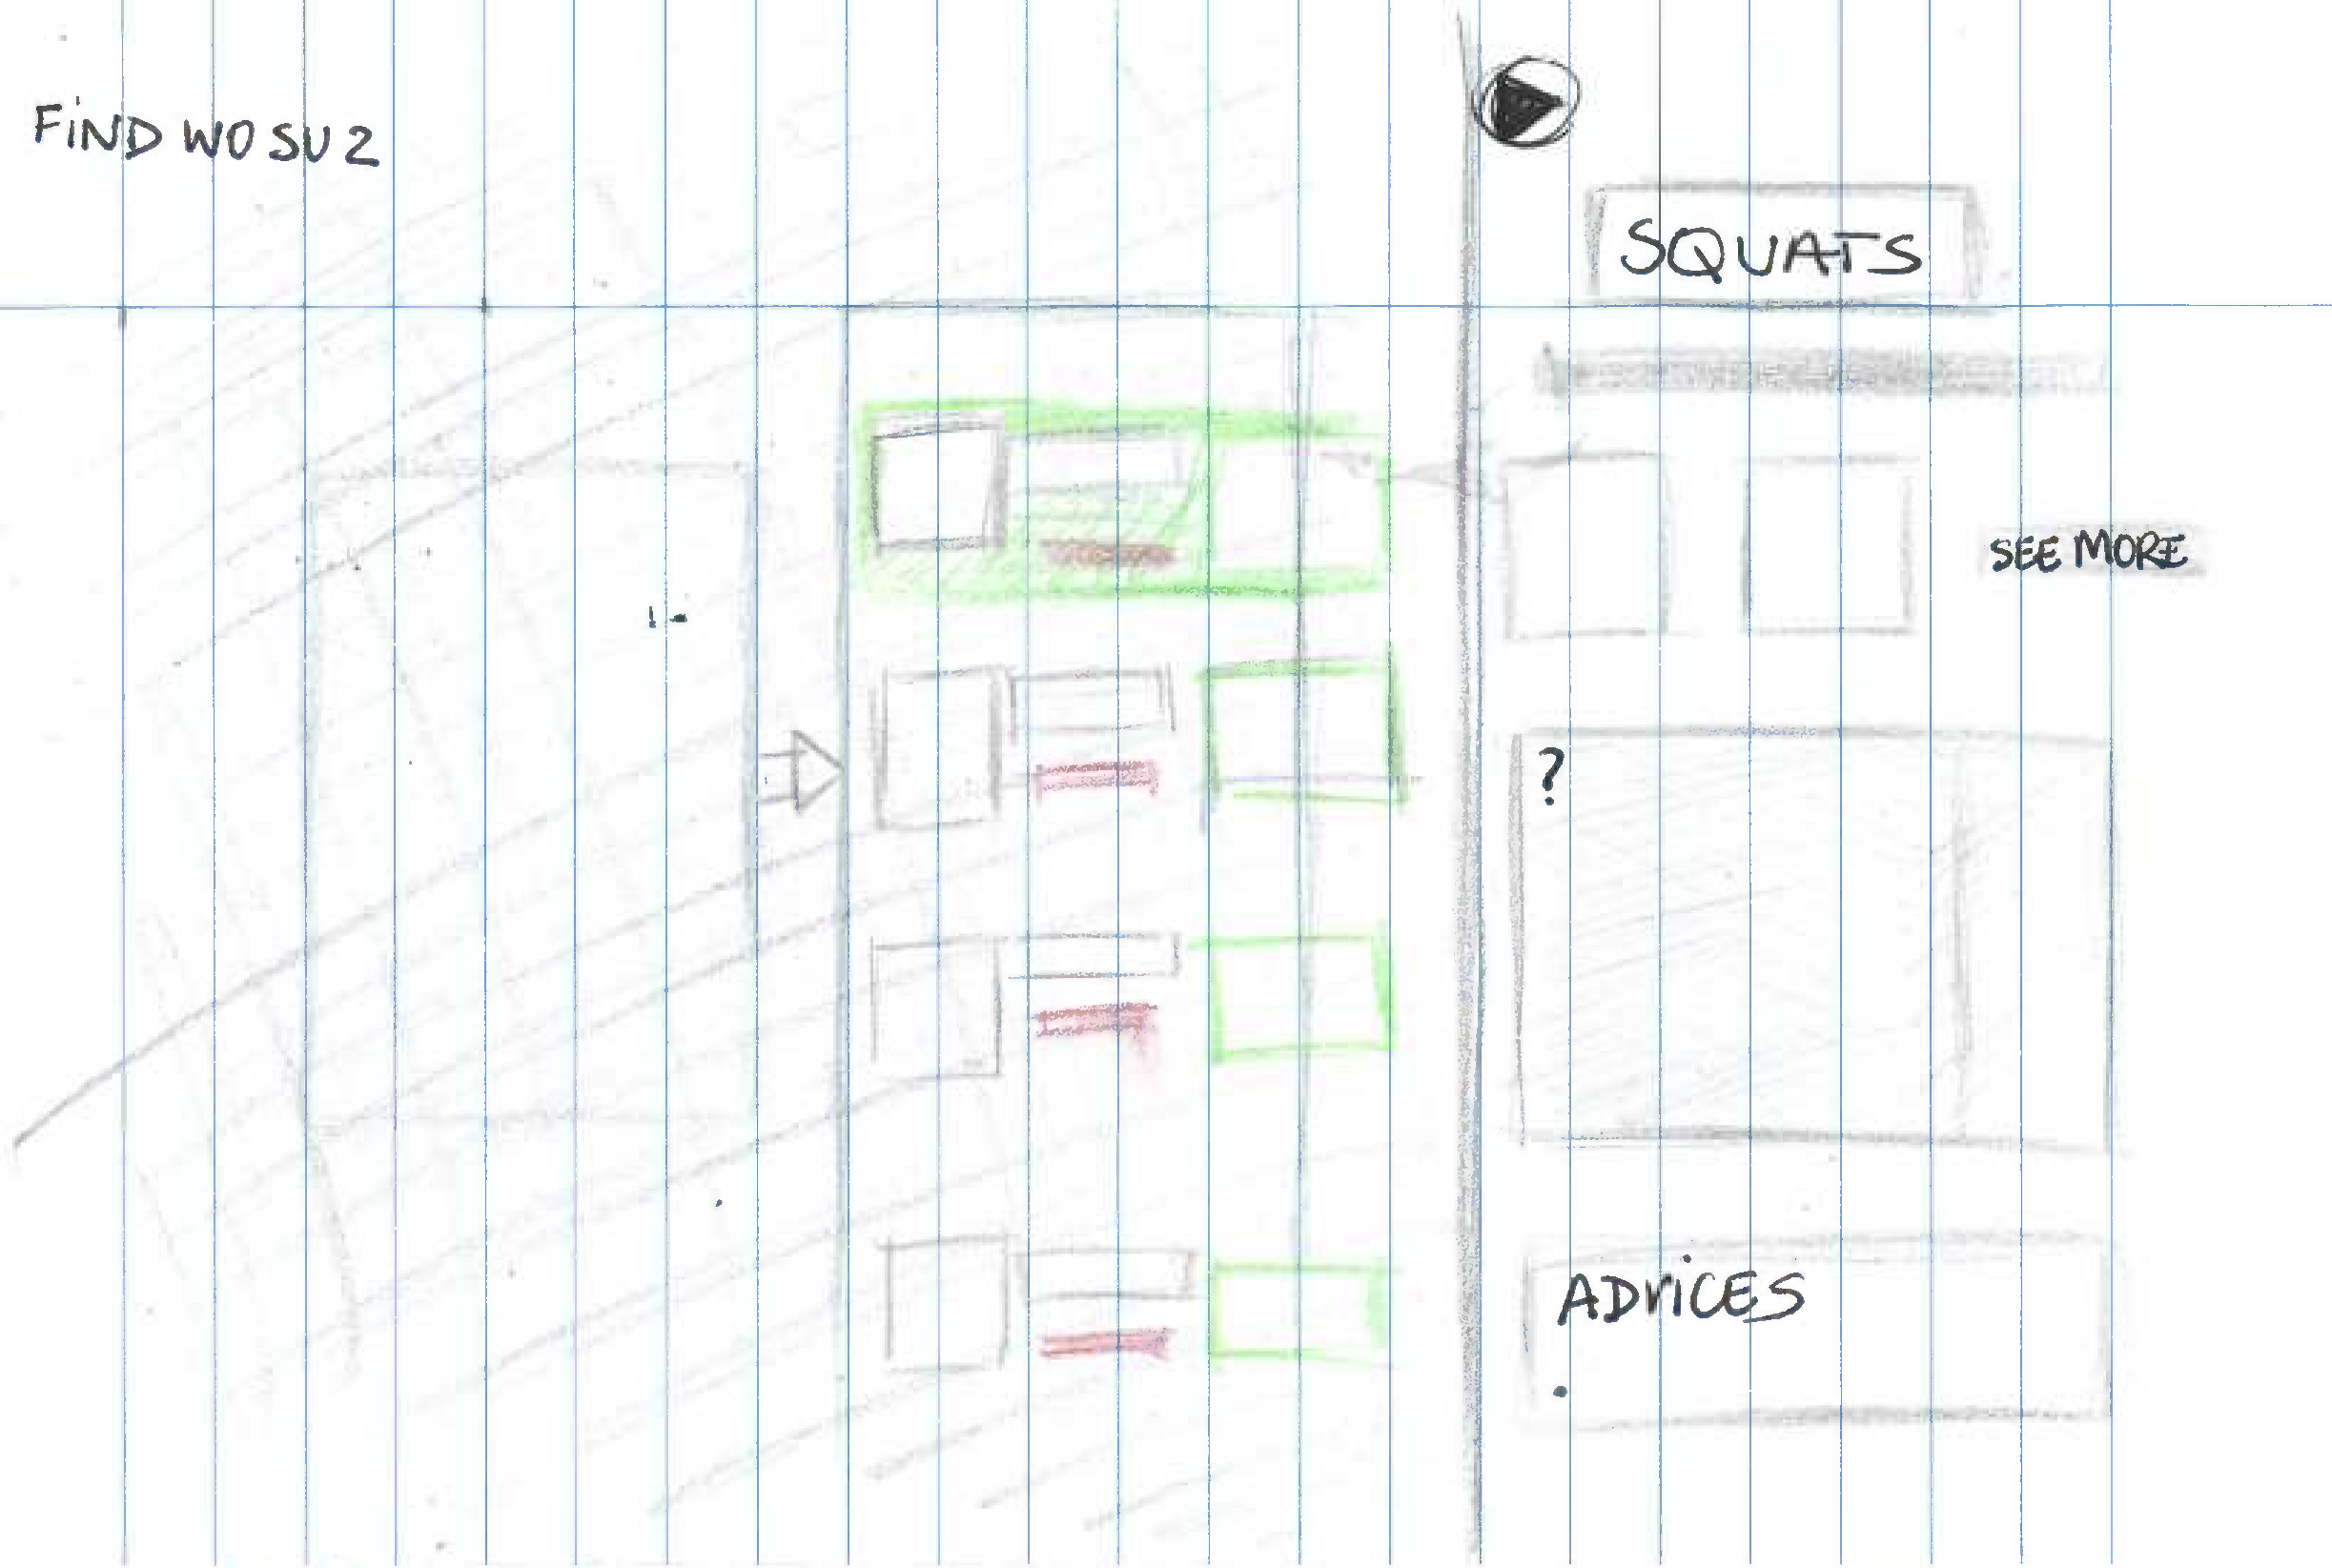 FIND WO SU 2
SQUATS
SEE MORE
?
ADVICES